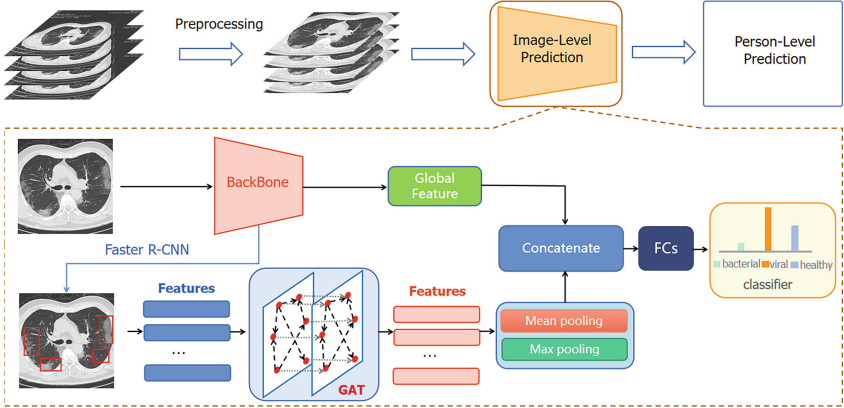 Preprocessing
Image-Level
Prediction
Person-Level
Prediction
BackBone
Global
Feature
Faster R-CNN
Concatenate
FCs
bacterial viral healthy
classifier
Features
...
GAT
Features
...
Mean pooling
Max pooling